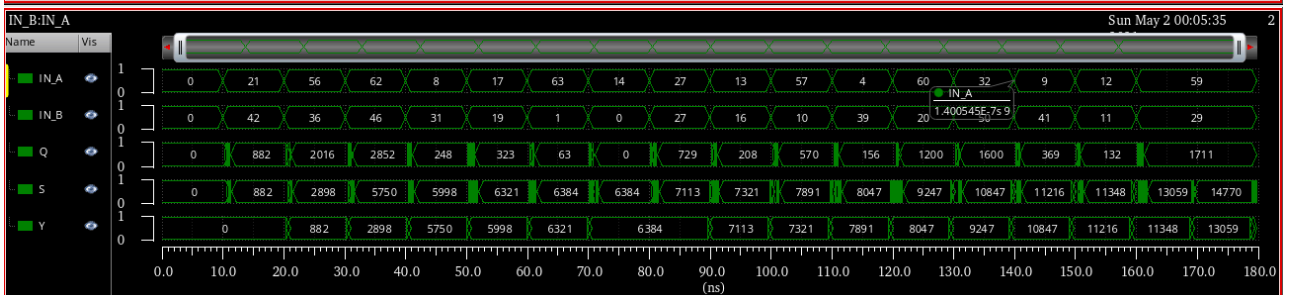 IN_B:IN_A Sun May 2 00:05:35 2
Name Vis
IN_A 1 0 0 21 56 62 8 17 63 14 27 13 57 4 60 32 9 12 59
IN_A
1.400545E-7s 9
IN_B 1 0 0 42 36 46 31 19 1 0 27 16 10 39 20 41 11 29
Q 1 0 0 882 2016 2852 248 323 63 0 729 208 570 156 1200 1600 369 132 1711
S 1 0 0 882 2898 5750 5998 6321 6384 6384 7113 7321 7891 8047 9247 10847 11216 11348 13059 14770
Y 1 0 0 882 2898 5750 5998 6321 6384 7113 7321 7891 8047 9247 10847 11216 11348 13059
0.0 10.0 20.0 30.0 40.0 50.0 60.0 70.0 80.0 90.0 100.0 110.0 120.0 130.0 140.0 150.0 160.0 170.0 180.0
(ns)